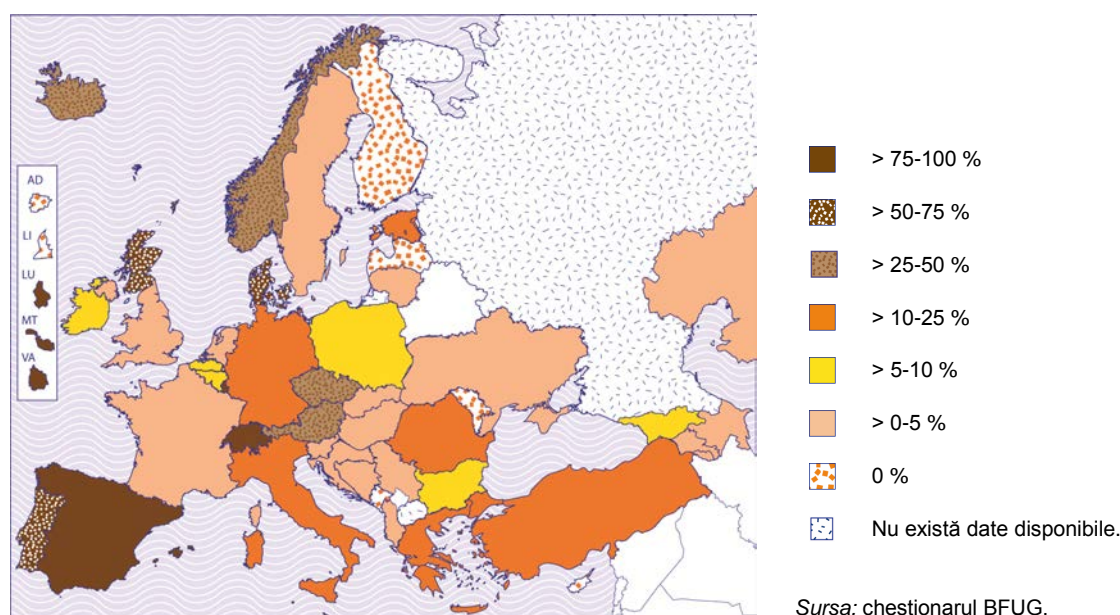 AD
LI
LU
MT
VA
> 75-100 %
> 50-75 %
> 25-50 %
> 10-25 %
> 5-10 %
> 0-5 %
0 %
Nu există date disponibile.
Sursa: chestionarul BFUG.